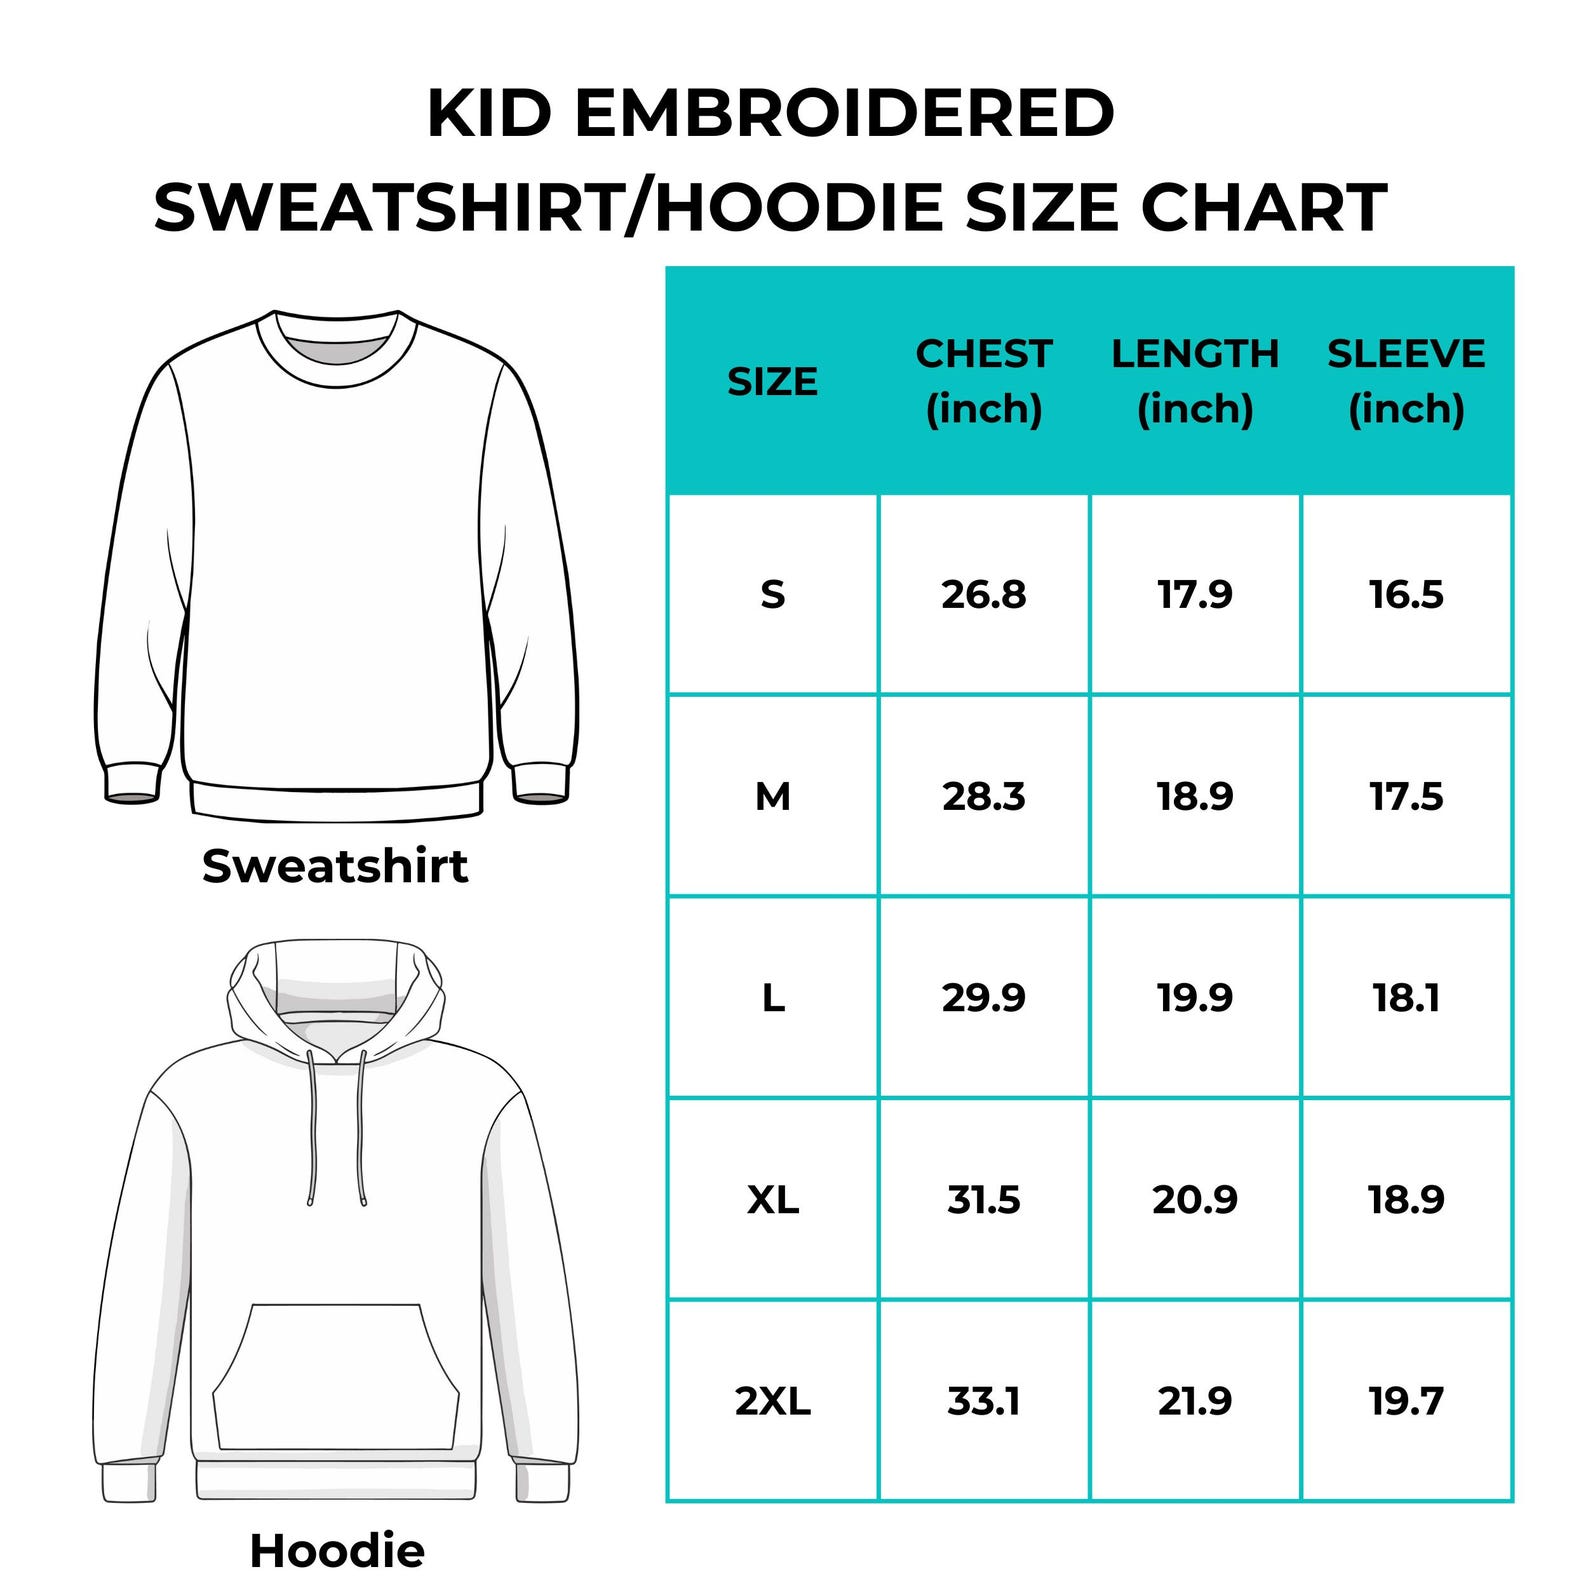 KID EMBROIDERED
SWEATSHIRT/HOODIE SIZE CHART
SIZE CHEST (inch) LENGTH (inch) SLEEVE (inch)
S 26.8 17.9 16.5
M 28.3 18.9 17.5
L 29.9 19.9 18.1
XL 31.5 20.9 18.9
2XL 33.1 21.9 19.7
Sweatshirt
Hoodie